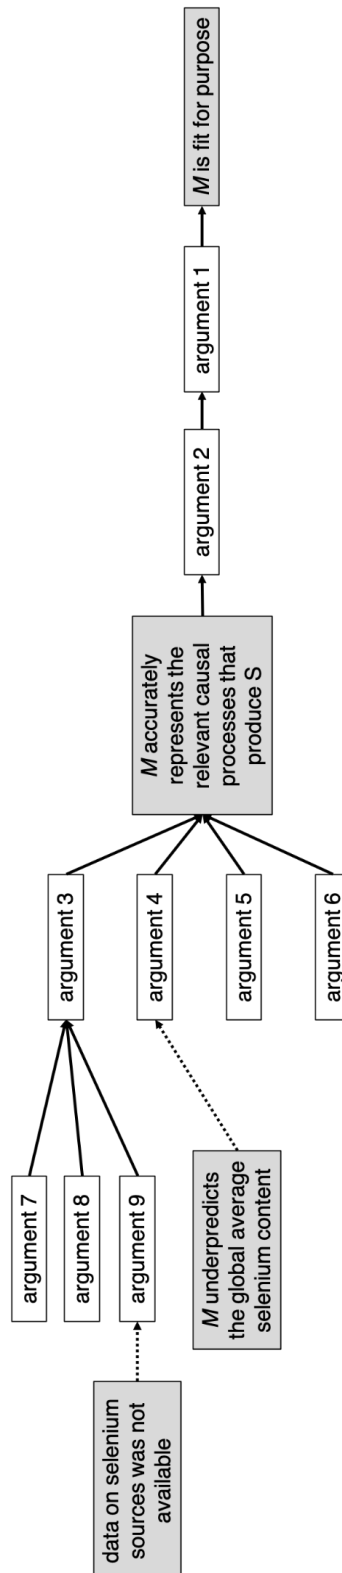 data on selenium
sources was not
available
argument 7
argument 8
argument 9
M underpredicts
the global average
selenium content
argument 3
argument 4
argument 5
argument 6
M accurately
represents the
relevant causal
processes that
produce S
argument 2
argument 1
M is fit for purpose